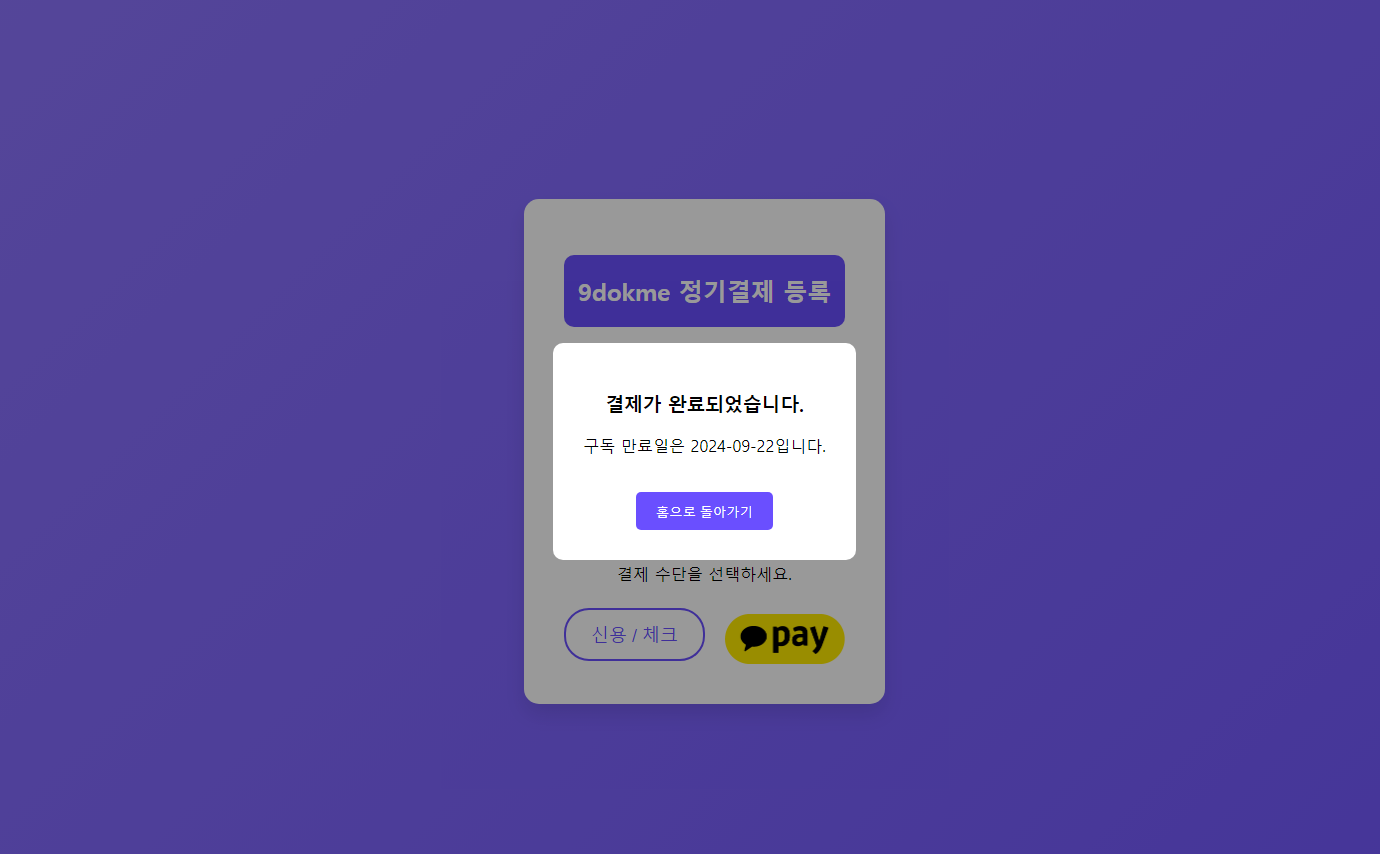 9dokme 정기결제 등록
결제가 완료되었습니다.
구독 만료일은 2024-09-22입니다.
홈으로 돌아가기
결제 수단을 선택하세요.
신용 / 체크
pay